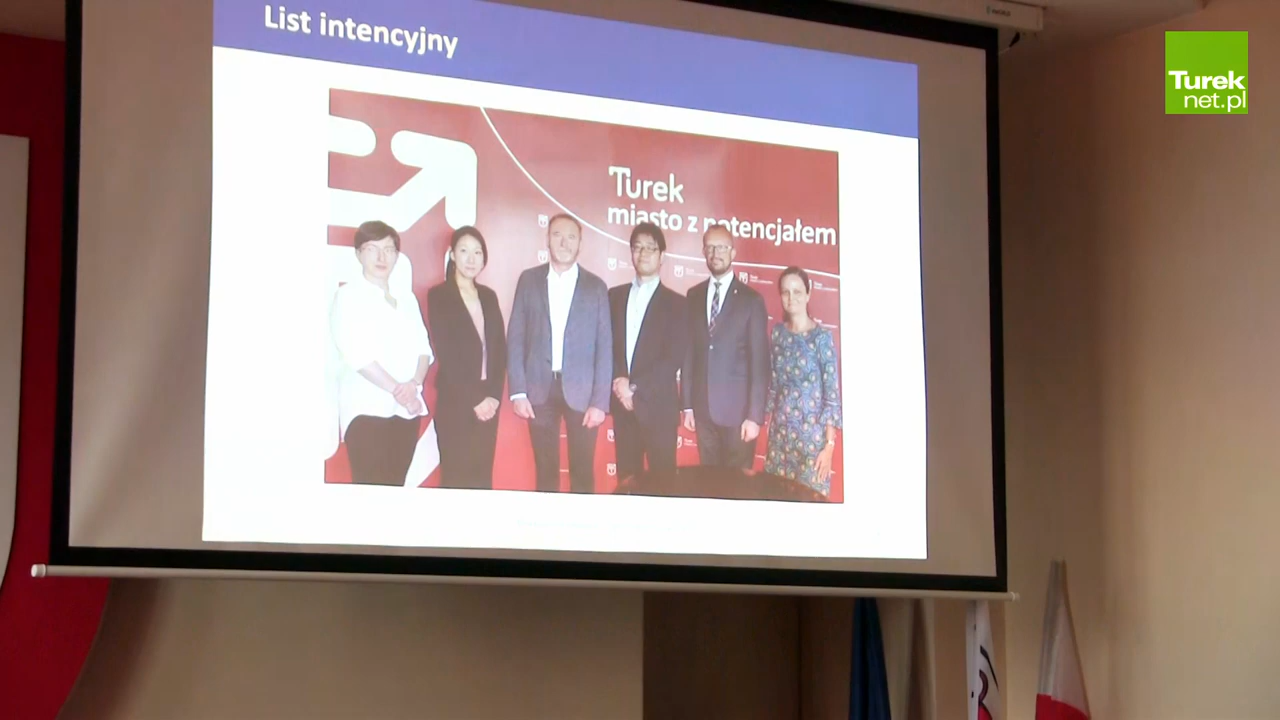 List intencyjny
Turek
net.pl
Turek
miasto z potencjałem